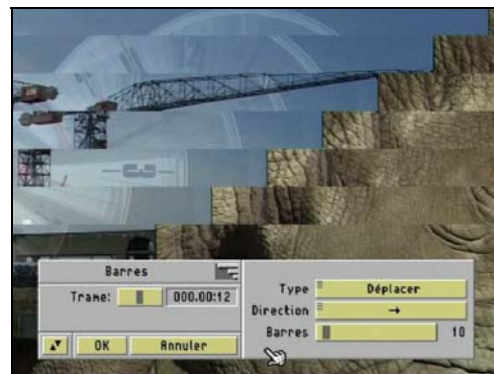 Barres
Trame: 000.00:12
OK Annuler
Type Déplacer
Direction →
Barres 10